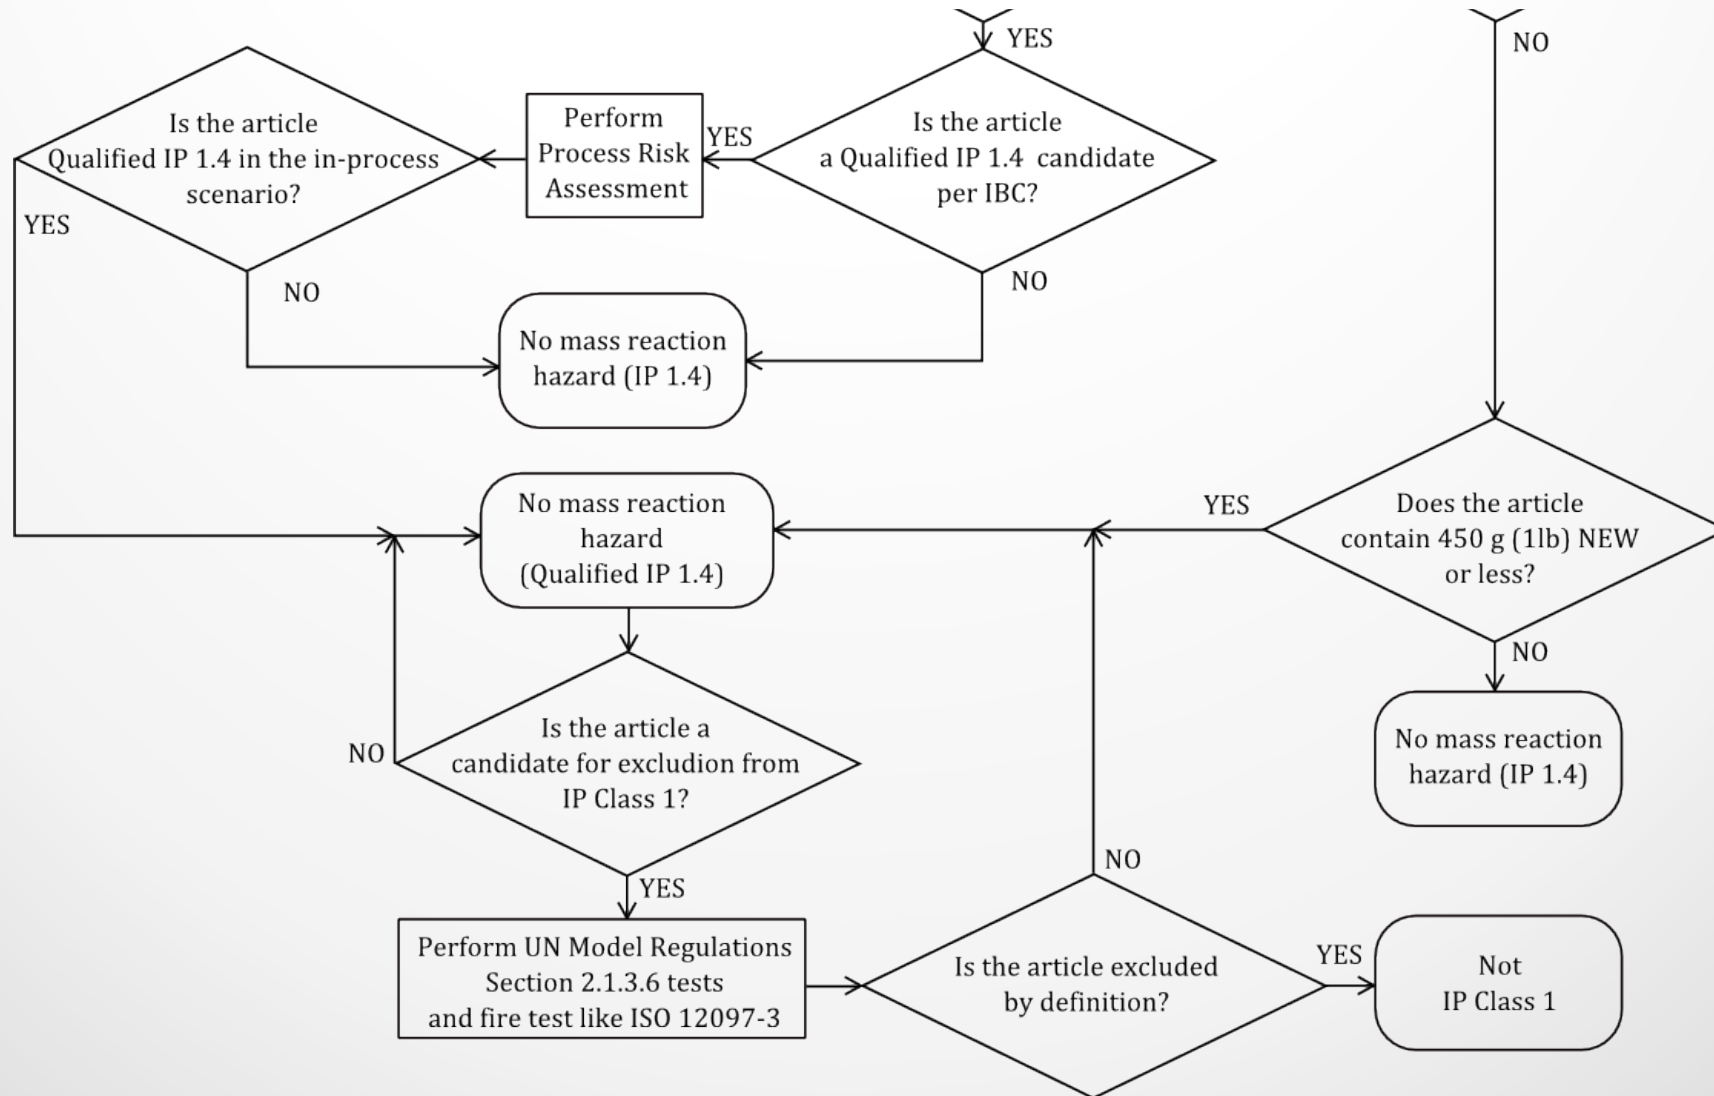 YES
NO
Is the article
Qualified IP 1.4 in the in-process
scenario?
Perform
Process Risk
Assessment
YES
Is the article
a Qualified IP 1.4 candidate
per IBC?
YES
NO
NO
No mass reaction
hazard (IP 1.4)
No mass reaction
hazard
(Qualified IP 1.4)
YES
Does the article
contain 450 g (1lb) NEW
or less?
NO
No mass reaction
hazard (IP 1.4)
NO
Is the article a
candidate for excludion from
IP Class 1?
YES
NO
Perform UN Model Regulations
Section 2.1.3.6 tests
and fire test like ISO 12097-3
Is the article excluded
by definition?
YES
Not
IP Class 1